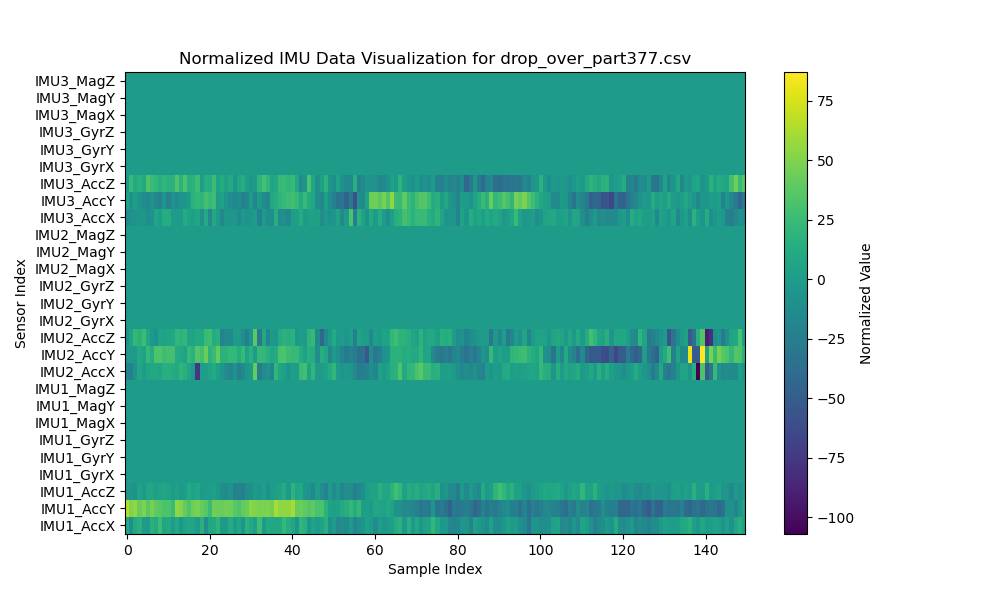 Normalized IMU Data Visualization for drop_over_part377.csv
IMU3_MagZ
IMU3_MagY
IMU3_MagX
IMU3_GyrZ
IMU3_GyrY
IMU3_GyrX
IMU3_AccZ
IMU3_AccY
IMU3_AccX
IMU2_MagZ
IMU2_MagY
IMU2_MagX
IMU2_GyrZ
IMU2_GyrY
IMU2_GyrX
IMU2_AccZ
IMU2_AccY
IMU2_AccX
IMU1_MagZ
IMU1_MagY
IMU1_MagX
IMU1_GyrZ
IMU1_GyrY
IMU1_GyrX
IMU1_AccZ
IMU1_AccY
IMU1_AccX
Sensor Index
0 20 40 60 80 100 120 140
Sample Index
75
50
25
0
−25
−50
−75
−100
Normalized Value